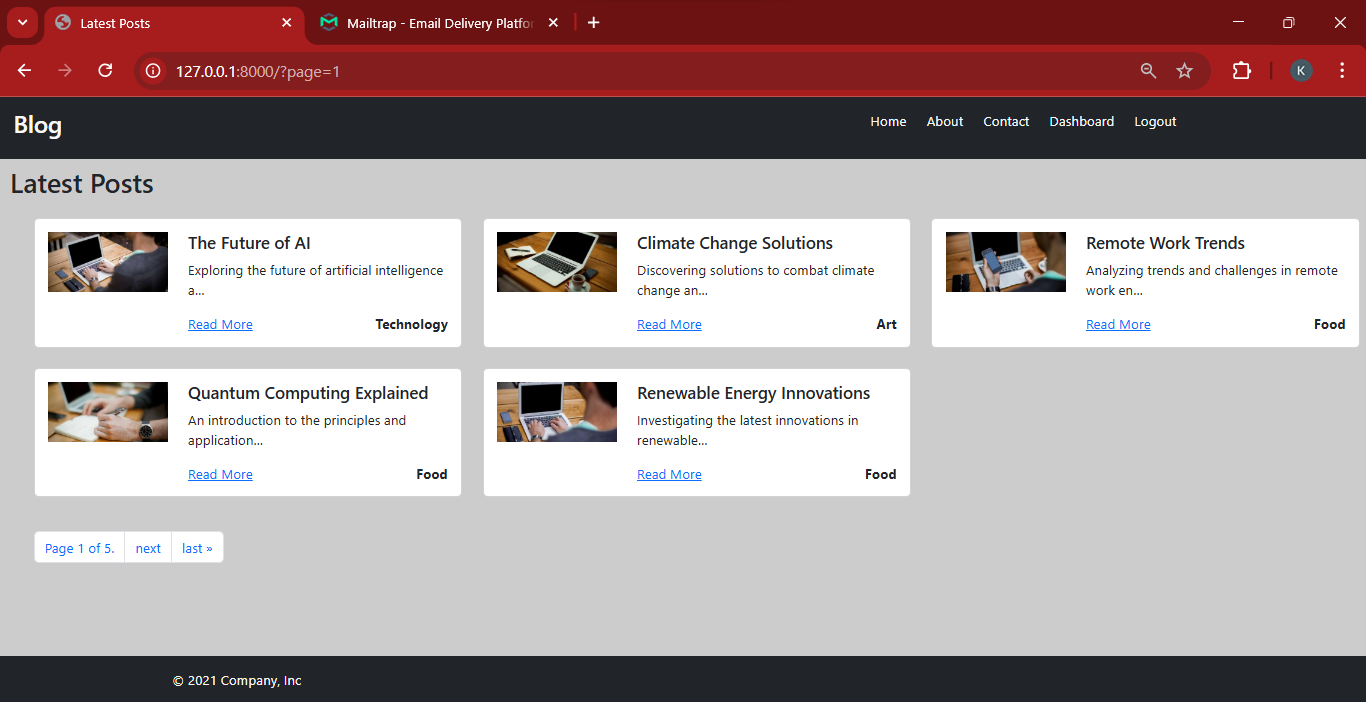 Latest Posts
Mailtrap - Email Delivery Platfo
127.0.0.1:8000/?page=1
K
Blog
Home
About
Contact
Dashboard
Logout
Latest Posts
The Future of AI
Exploring the future of artificial intelligence
a...
Read More
Technology
Climate Change Solutions
Discovering solutions to combat climate
change an...
Read More
Art
Remote Work Trends
Analyzing trends and challenges in remote
work en...
Read More
Food
Quantum Computing Explained
An introduction to the principles and
application...
Read More
Food
Renewable Energy Innovations
Investigating the latest innovations in
renewable...
Read More
Food
Page 1 of 5.
next
last »
© 2021 Company, Inc